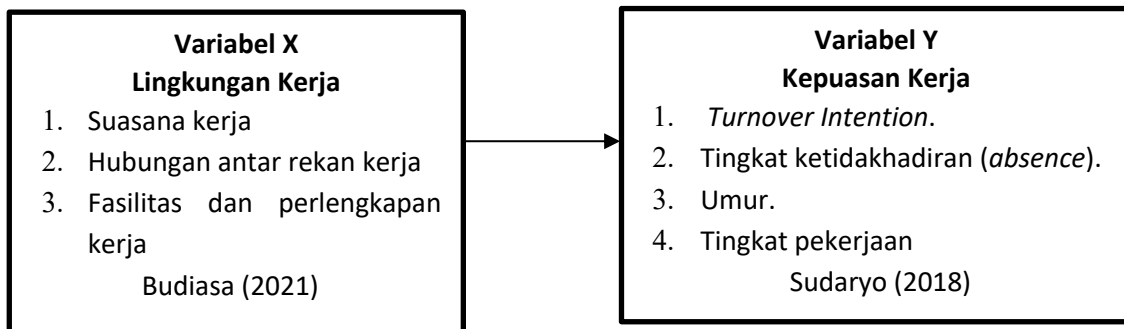 Variabel X
Lingkungan Kerja
1. Suasana kerja
2. Hubungan antar rekan kerja
3. Fasilitas dan perlengkapan
kerja
Budiasa (2021)
Variabel Y
Kepuasan Kerja
1. Turnover Intention.
2. Tingkat ketidakhadiran (absence).
3. Umur.
4. Tingkat pekerjaan
Sudaryo (2018)